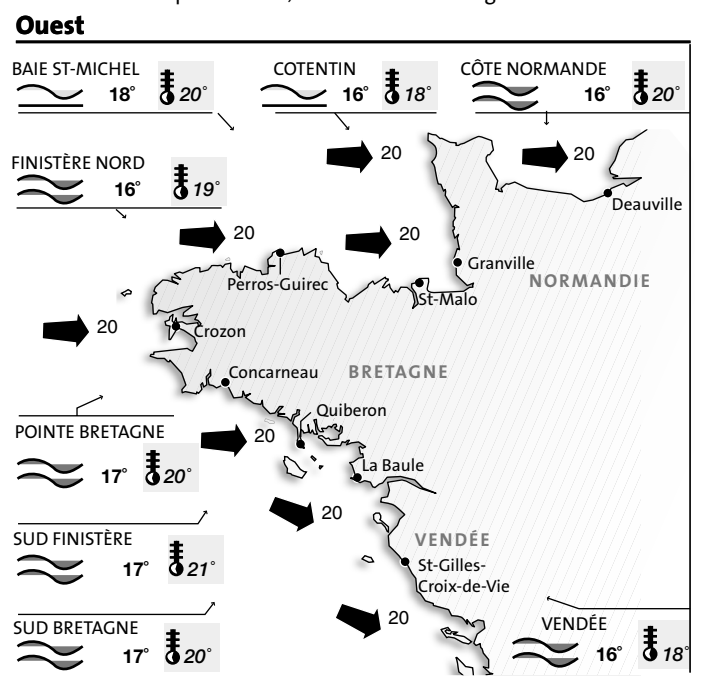 Ouest
BAIE ST-MICHEL
18° 20°
COTENTIN
16° 18°
CÔTE NORMANDE
16° 20°
FINISTÈRE NORD
16° 19°
20
20
20
20
Deauville
Granville
NORMANDIE
Perros-Guirec
St-Malo
20
Crozon
Concarneau
BRETAGNE
Quiberon
POINTE BRETAGNE
17° 20°
20
La Baule
20
SUD FINISTÈRE
17° 21°
VENDÉE
St-Gilles-
Croix-de-Vie
20
SUD BRETAGNE
17° 20°
VENDÉE
16° 18°